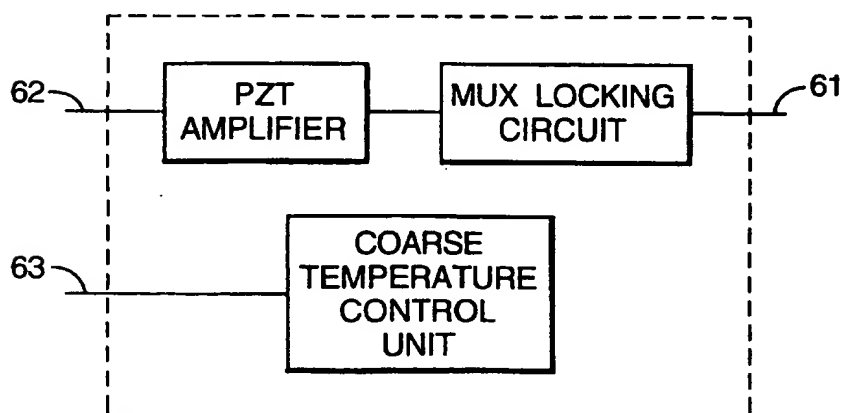 62
PZT
AMPLIFIER
MUX LOCKING
CIRCUIT
61
63
COARSE
TEMPERATURE
CONTROL
UNIT